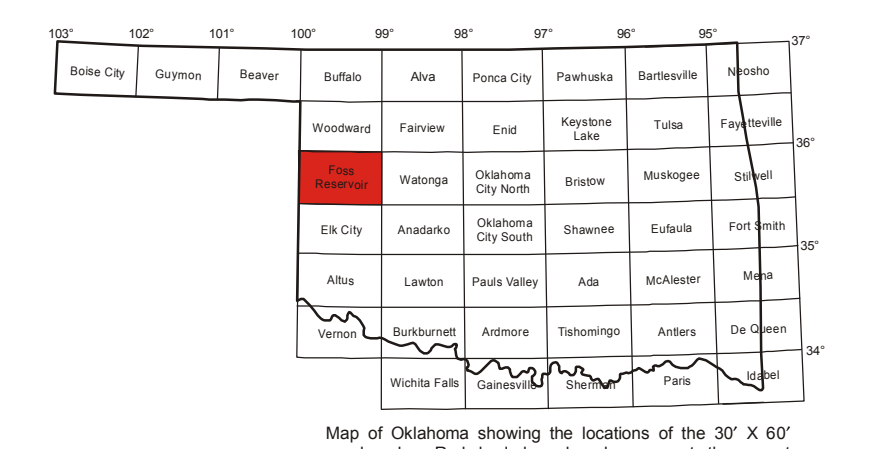 103° 102° 101° 100° 99° 98° 97° 96° 95° 37°
Boise City Guymon Beaver Buffalo Alva Ponca City Pawhuska Bartlesville Neosho
Woodward Fairview Enid Keystone Lake Tulsa Fayetteville
36°
Foss Reservoir Watonga Oklahoma City North Bristow Muskogee Stilwell
Elk City Anadarko Oklahoma City South Shawnee Eufaula Fort Smith
35°
Altus Lawton Pauls Valley Ada McAlester Mena
Vernon Burkburnett Ardmore Tishomingo Antlers De Queen
34°
Wichita Falls Gainesville Sherman Paris Idabel
Map of Oklahoma showing the locations of the 30′ X 60′